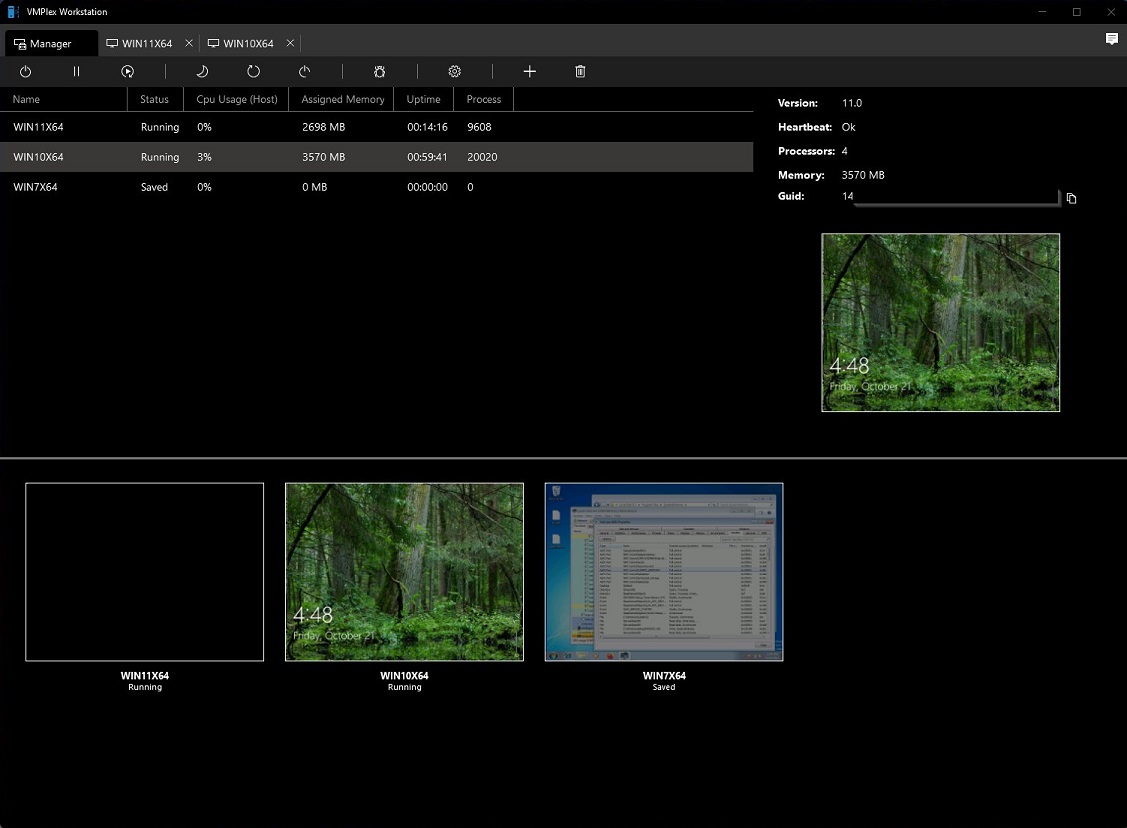 VMPlex Workstation
Manager WIN11X64 WIN10X64
Name Status Cpu Usage (Host) Assigned Memory Uptime Process
WIN11X64 Running 0% 2698 MB 00:14:16 9608
WIN10X64 Running 3% 3570 MB 00:59:41 20020
WIN7X64 Saved 0% 0 MB 00:00:00 0
Version: 11.0
Heartbeat: Ok
Processors: 4
Memory: 3570 MB
Guid: 14
4:48
Friday, October 21
4:48
Friday, October 21
WIN11X64 WIN10X64 WIN7X64
Running Running Saved